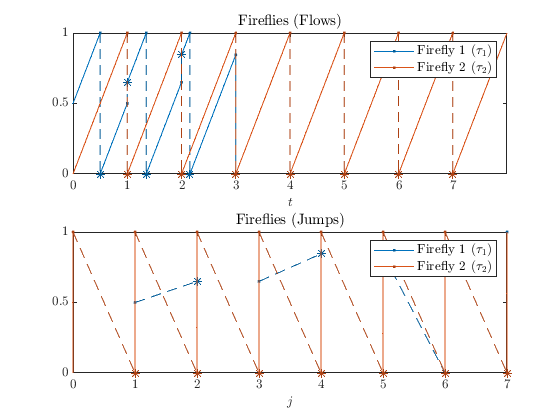 Fireflies (Flows)
1
0.5
0
Firefly 1 (τ₁)
Firefly 2 (τ₂)
0 1 2 3 4 5 6 7
t
Fireflies (Jumps)
1
0.5
0
Firefly 1 (τ₁)
Firefly 2 (τ₂)
0 1 2 3 4 5 6 7
j